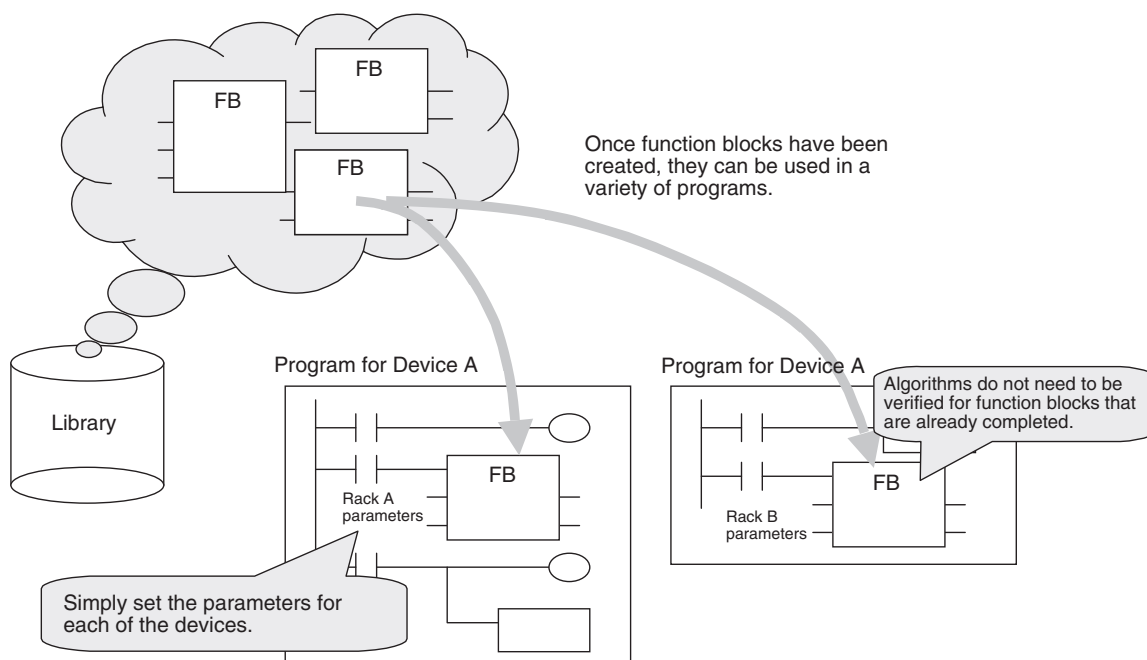 FB
FB
FB
Once function blocks have been
created, they can be used in a
variety of programs.
Library
Program for Device A
FB
Rack A
parameters
Simply set the parameters for
each of the devices.
Program for Device A
Algorithms do not need to be
verified for function blocks that
are already completed.
FB
Rack B
parameters